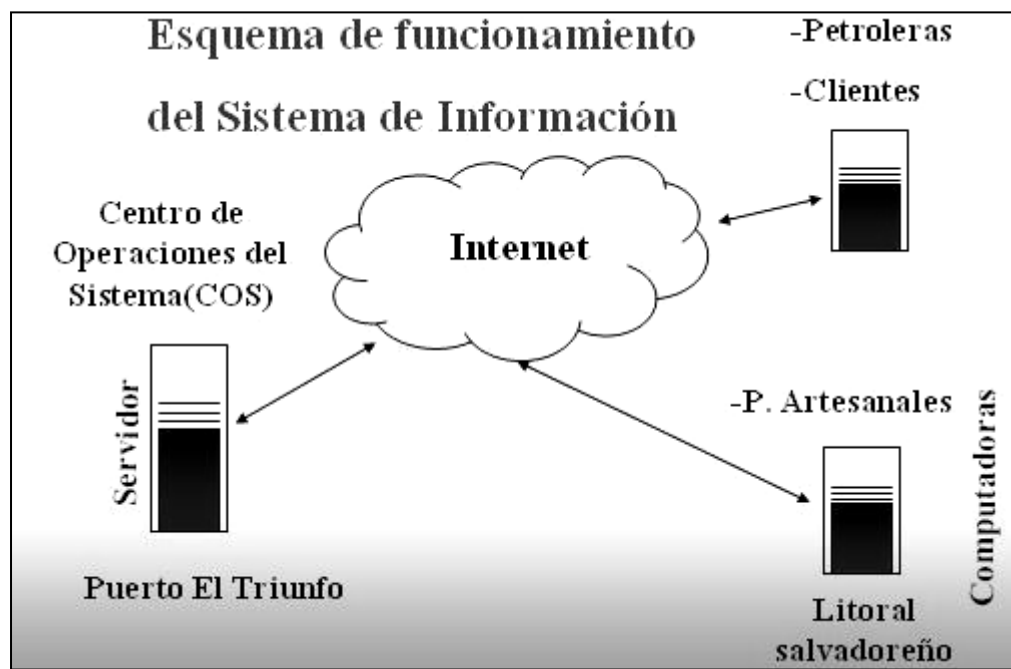 Esquema de funcionamiento
del Sistema de Información
-Petroleras
-Clientes
Centro de
Operaciones del
Sistema(COS)
Internet
Servidor
Puerto El Triunfo
-P. Artesanales
Computadoras
Litoral
salvadoreño